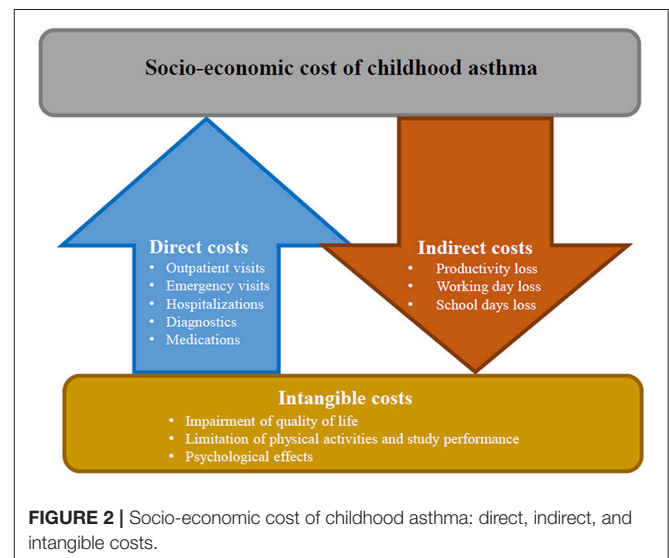 Socio-economic cost of childhood asthma
Direct costs
• Outpatient visits
• Emergency visits
• Hospitalizations
• Diagnostics
• Medications
Indirect costs
• Productivity loss
• Working day loss
• School days loss
Intangible costs
• Impairment of quality of life
• Limitation of physical activities and study performance
• Psychological effects
FIGURE 2 | Socio-economic cost of childhood asthma: direct, indirect, and
intangible costs.